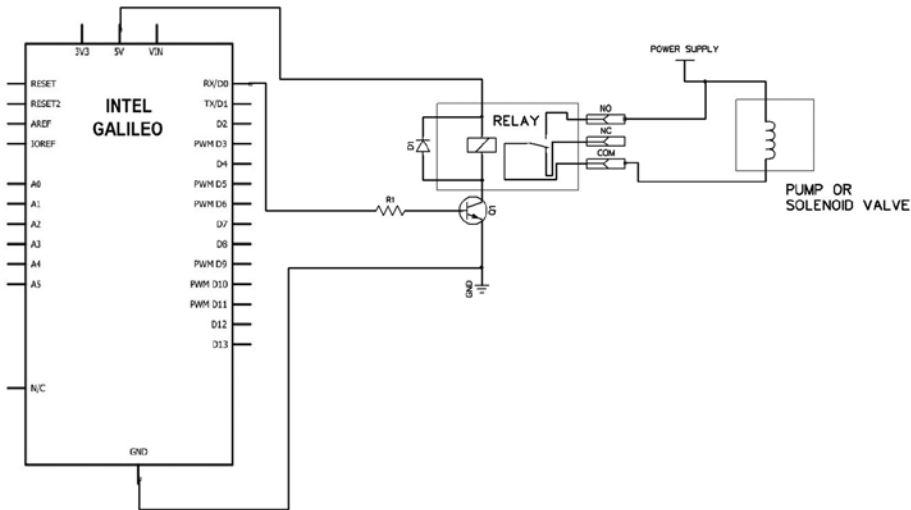 3V3
5V
VIN
POWER SUPPLY
INTEL
GALILEO
RESET
RESET2
AREF
IOREF
A0
A1
A2
A3
A4
A5
N/C
RX/D0
TX/D1
D2
PWM D3
D4
PWM D5
PWM D6
D7
D8
PWM D9
PWM D10
PWM D11
D12
D13
GND
RELAY
D1
NO
NC
COM
R1
Q1
GND
PUMP OR
SOLENOID VALVE